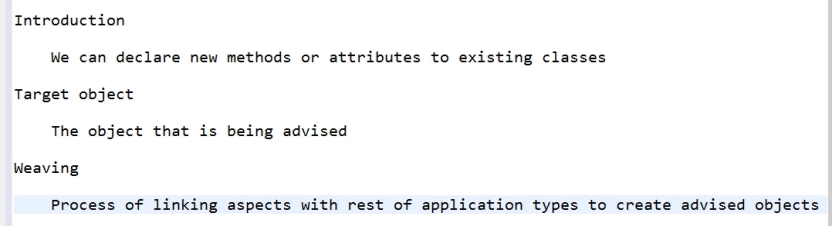 Introduction
We can declare new methods or attributes to existing classes
Target object
The object that is being advised
Weaving
Process of linking aspects with rest of application types to create advised objects